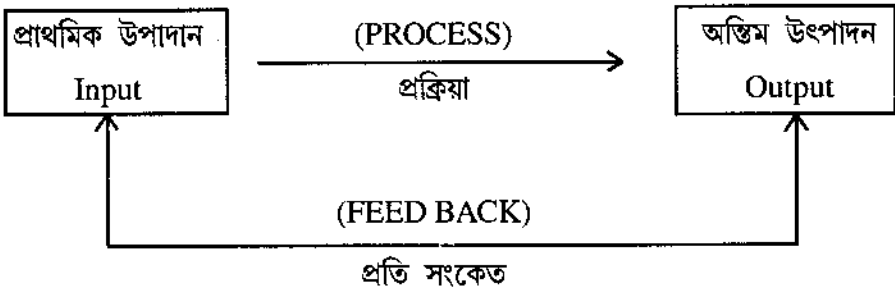 প্রাথমিক উপাদান
Input
(PROCESS)
প্রক্রিয়া
অন্তিম উৎপাদন
Output
(FEED BACK)
প্রতি সংকেত